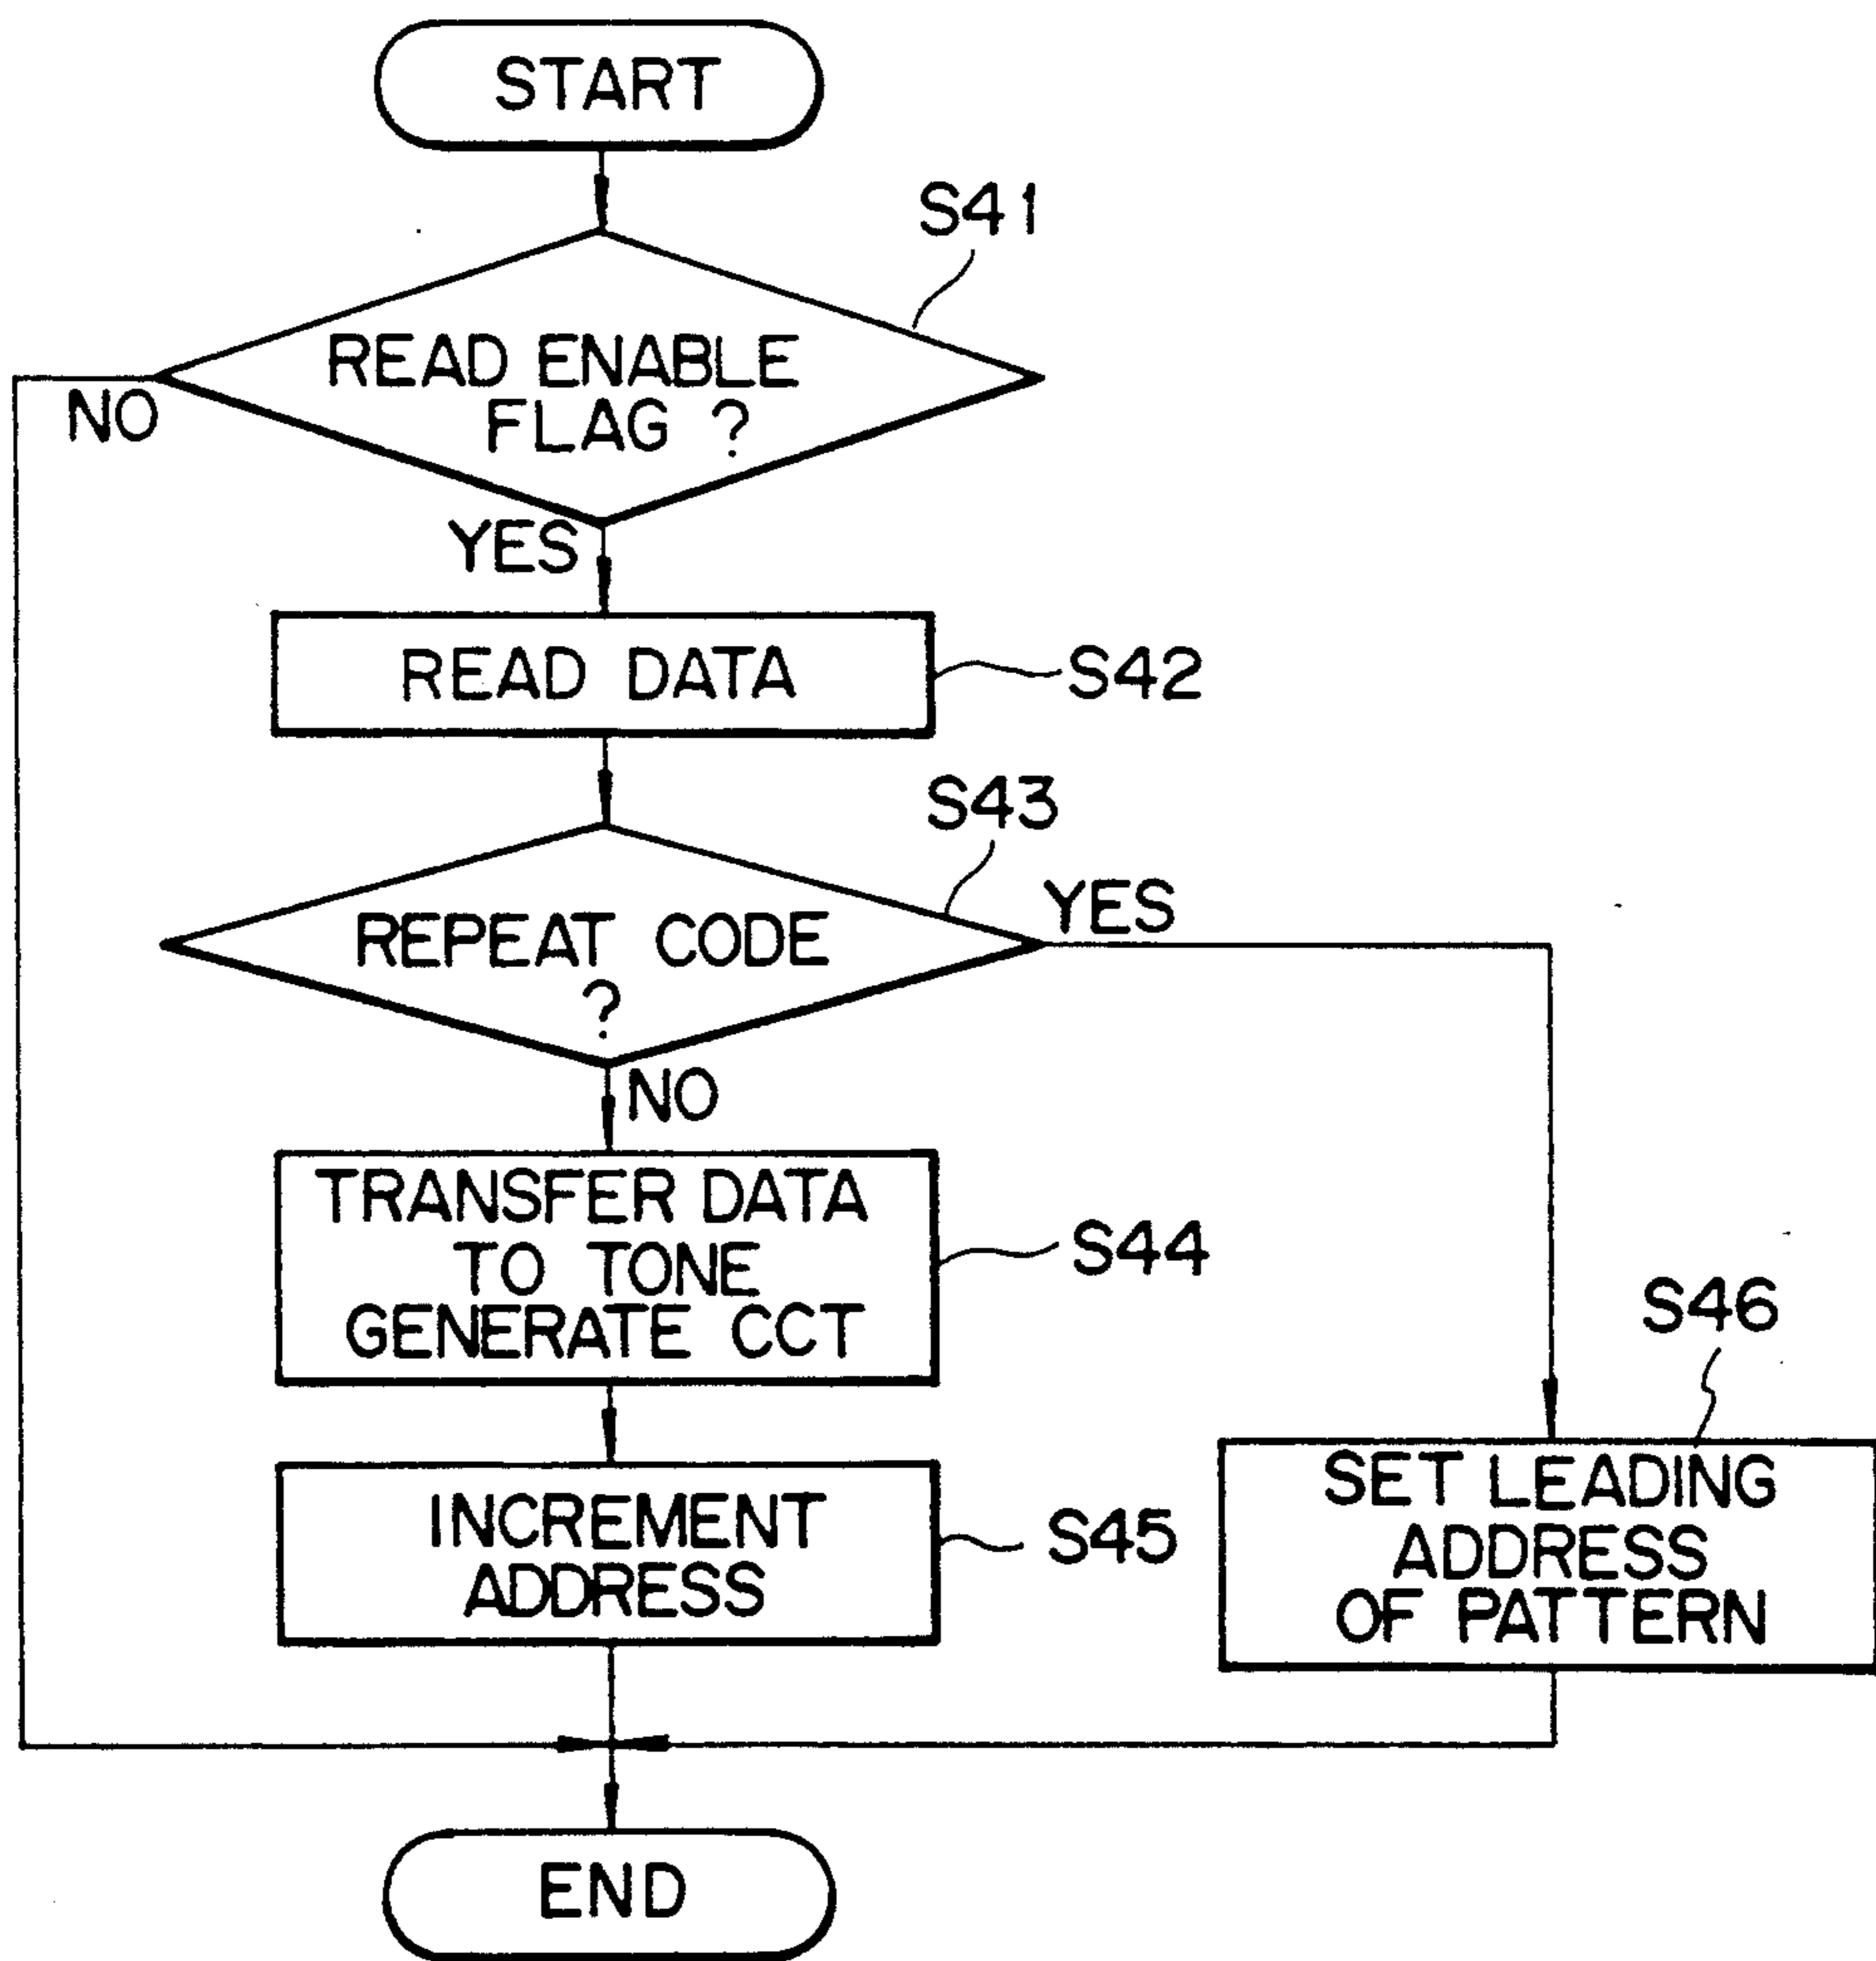 START
S41
READ ENABLE
FLAG ?
NO
YES
READ DATA
S42
S43
REPEAT CODE
?
YES
NO
TRANSFER DATA
TO TONE
GENERATE CCT
S44
INCREMENT
ADDRESS
S45
S46
SET LEADING
ADDRESS
OF PATTERN
END